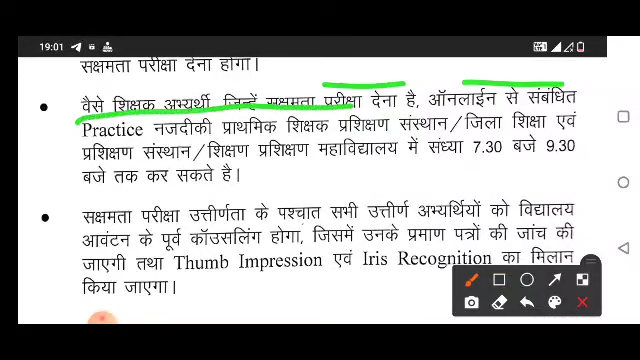 19:01
सक्षमता परीक्षा देना होगा।
• वैसे शिक्षक अभ्यर्थी, जिन्हें सक्षमता परीक्षा देना है, ऑनलाईन से संबंधित
Practice नजदीकी प्राथमिक शिक्षक प्रशिक्षण संस्थान/जिला शिक्षा एवं
प्रशिक्षण संस्थान/शिक्षण प्रशिक्षण महाविद्यालय में संध्या 7.30 बजे 9.30
बजे तक कर सकते है।
• सक्षमता परीक्षा उत्तीर्णता के पश्चात सभी उत्तीर्ण अभ्यर्थियों को विद्यालय
आवंटन के पूर्व कॉउसलिंग होगा, जिसमें उनके प्रमाण पत्रों की जांच की
जाएगी तथा Thumb Impression एवं Iris Recognition का मिलान
किया जाएगा।